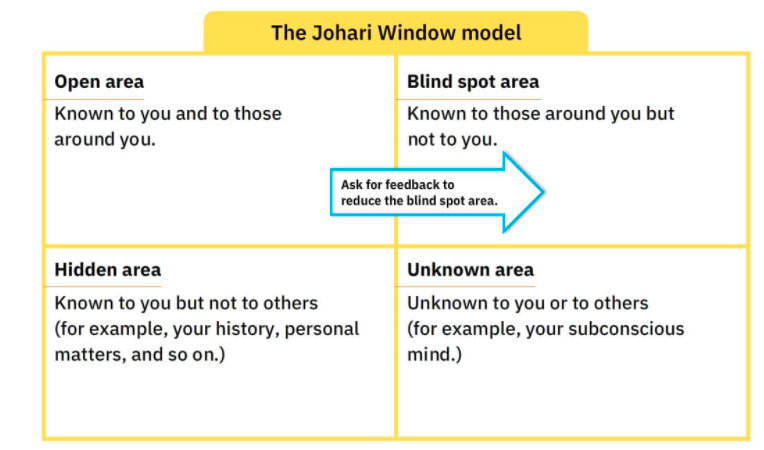 The Johari Window model
Open area
Known to you and to those
around you.
Blind spot area
Known to those around you but
not to you.
Ask for feedback to
reduce the blind spot area.
Hidden area
Known to you but not to others
(for example, your history, personal
matters, and so on.)
Unknown area
Unknown to you or to others
(for example, your subconscious
mind.)